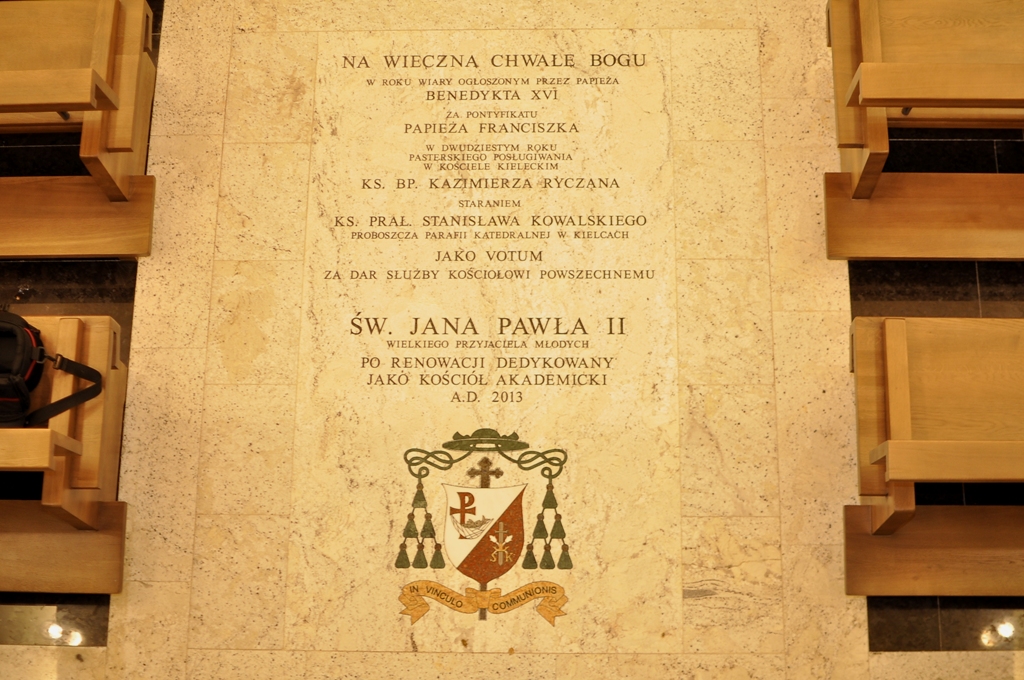 NA WIECZNĄ CHWAŁĘ BOGU
W ROKU WIARY OGŁOSZONYM PRZEZ PAPIEŻA
BENEDYKTA XVI
ZA PONTYFIKATU
PAPIEŻA FRANCISZKA
W DWUDZIESTYM ROKU
PASTERSKIEGO POSŁUGIWANIA
W KOŚCIELE KIELECKIM
KS. BP. KAZIMIERZA RYCZANA
STARANIEM
KS. PRAŁ. STANISŁAWA KOWALSKIEGO
PROBOSZCZA PARAFII KATEDRALNEJ W KIELCACH
JAKO VOTUM
ZA DAR SŁUŻBY KOŚCIOŁOWI POWSZECHNEMU
ŚW. JANA PAWŁA II
WIELKIEGO PRZYJACIELA MŁODYCH
PO RENOWACJI DEDYKOWANY
JAKO KOŚCIÓŁ AKADEMICKI
A.D. 2013
S K
IN VINCULO COMMUNIONIS